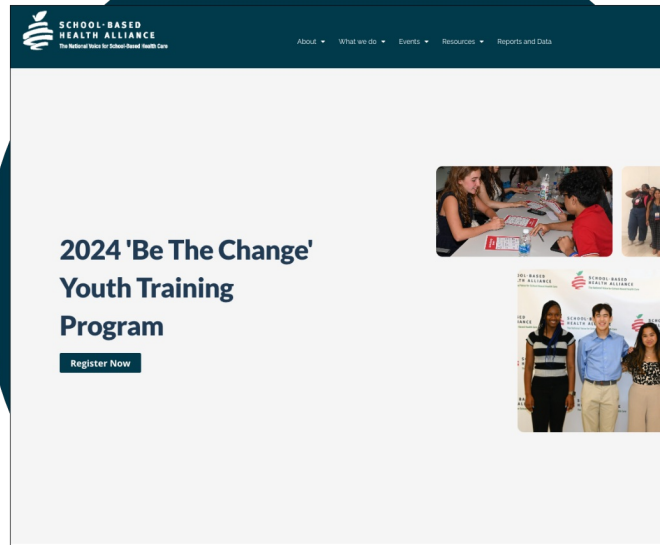 SCHOOL-BASED
HEALTH ALLIANCE
The National Voice for School-Based Health Care
About
What we do
Events
Resources
Reports and Data
2024 'Be The Change'
Youth Training
Program
Register Now
SCHOOL-BASED
HEALTH ALLIANCE